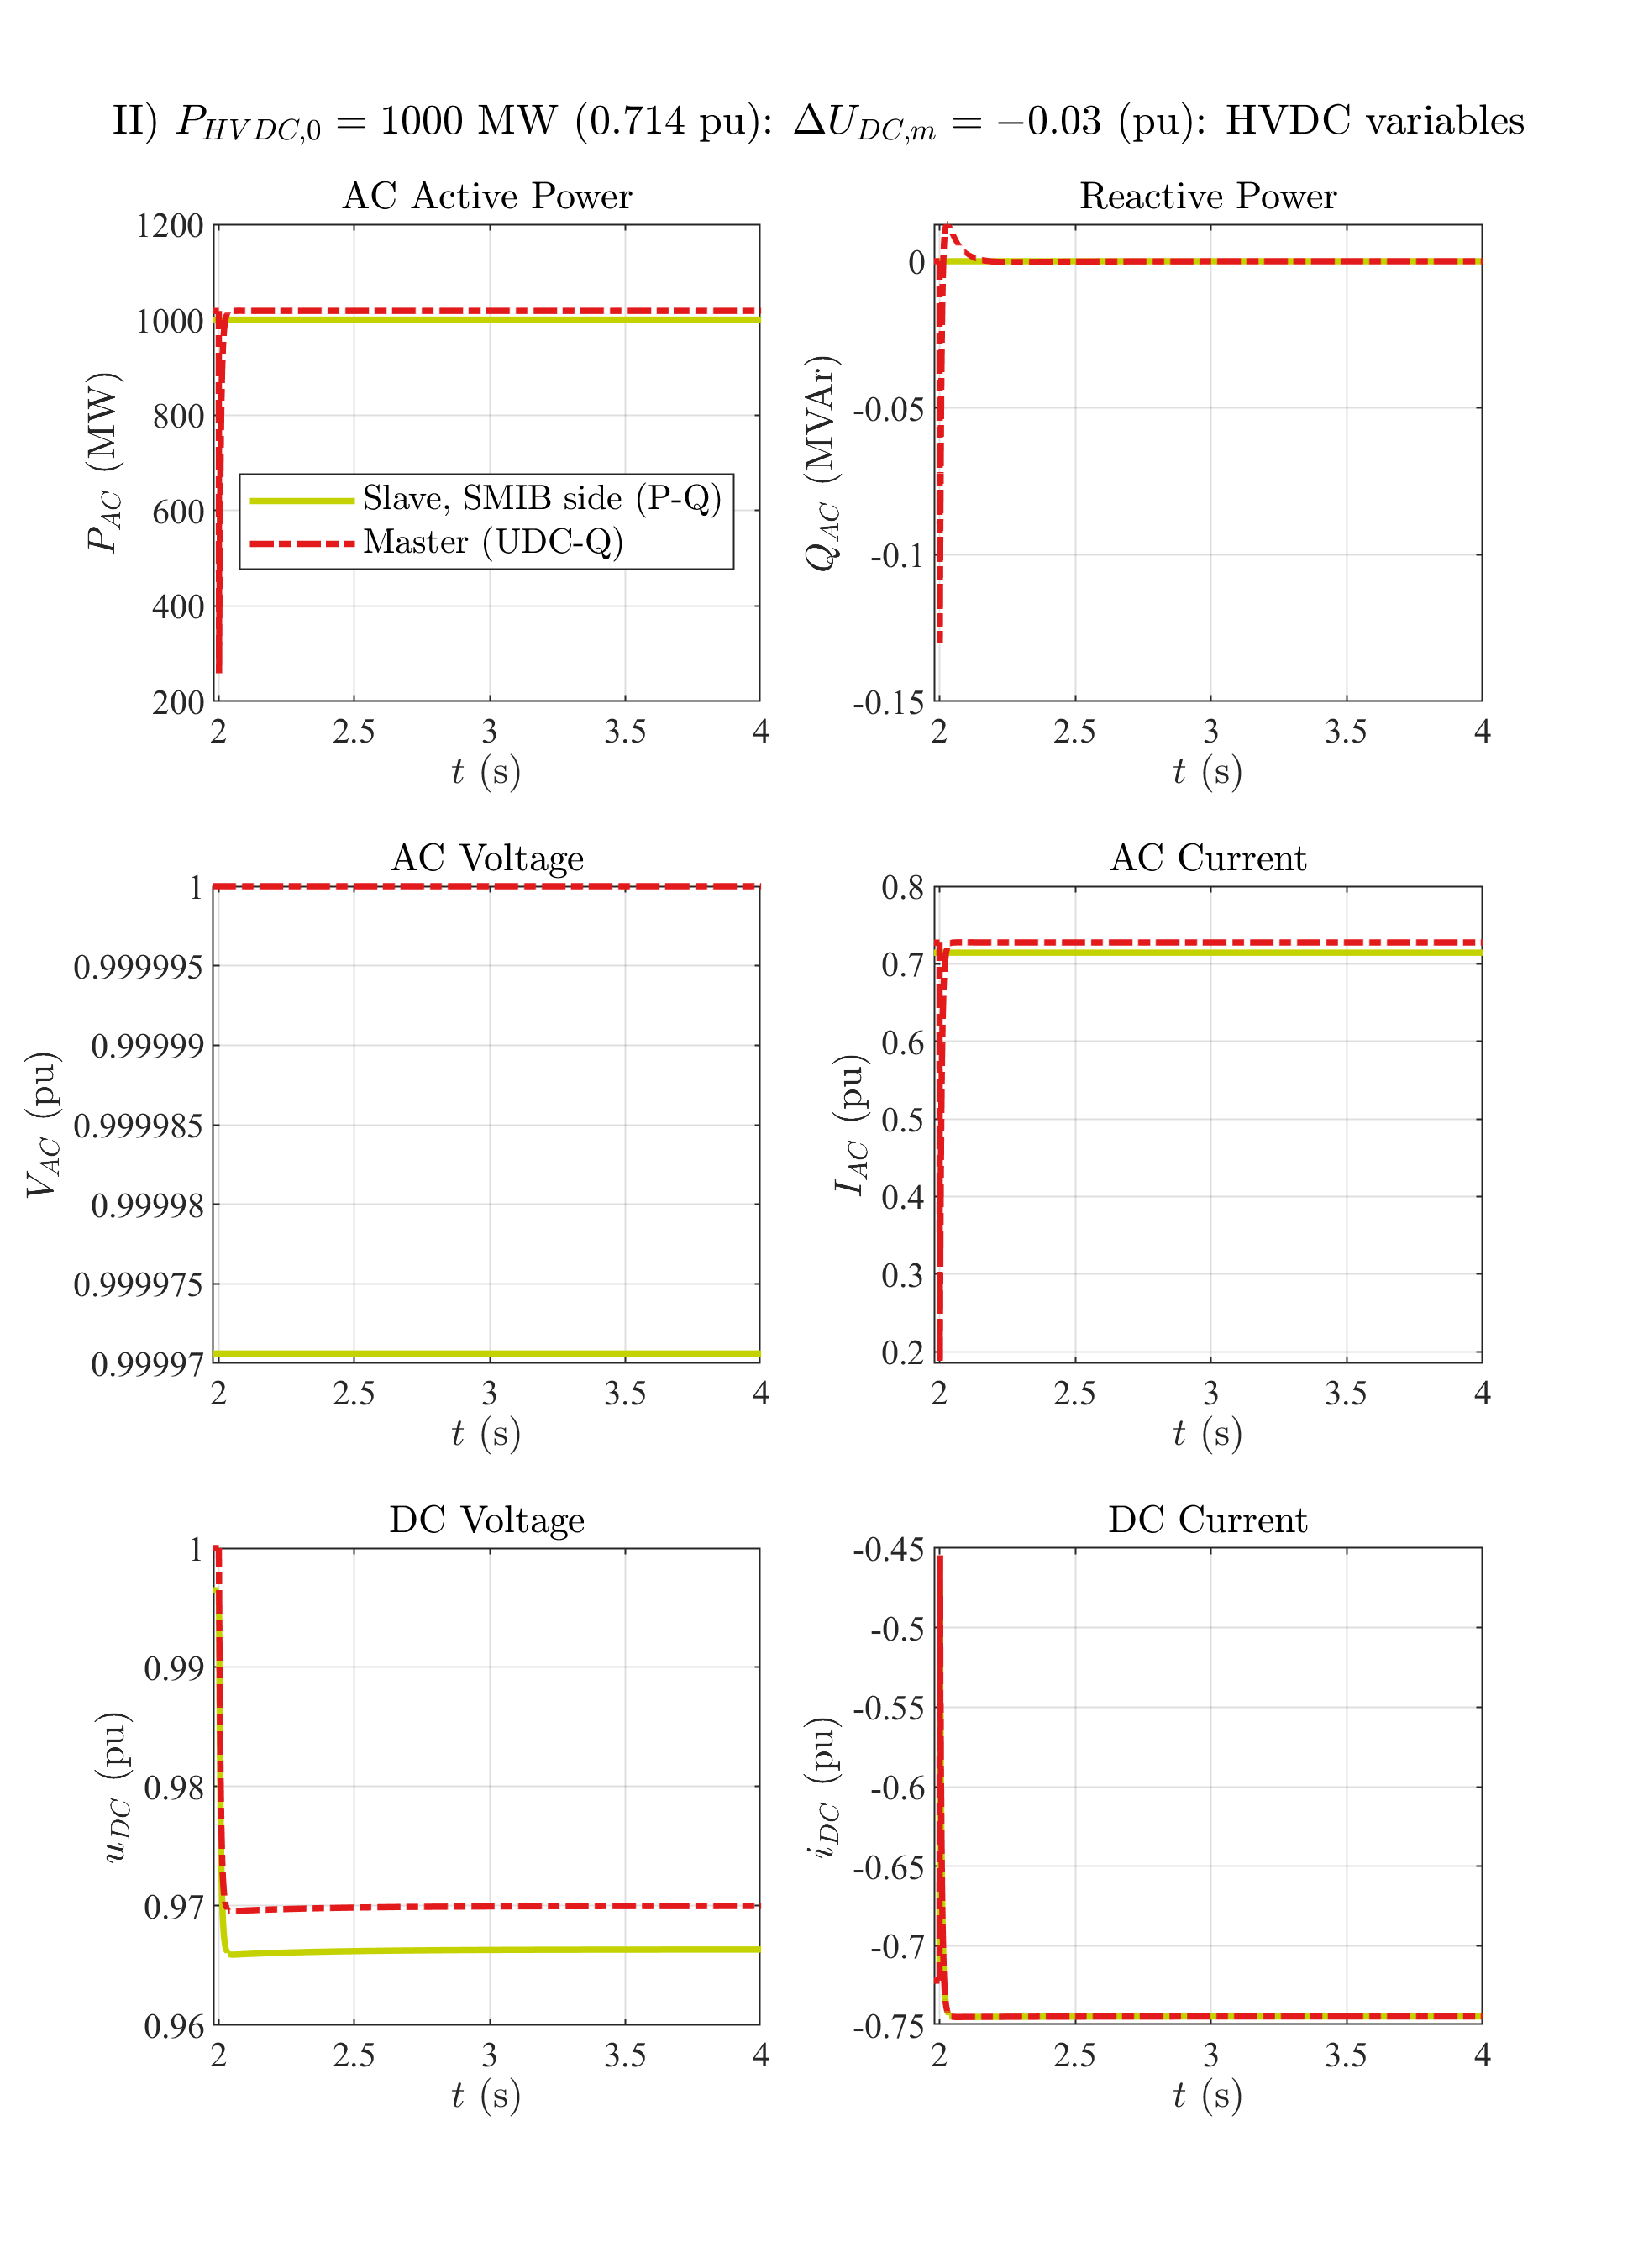 II) P_{HVDC,0} = 1000 MW (0.714 pu): ΔU_{DC,m} = −0.03 (pu): HVDC variables
AC Active Power
1200
1000
800
600
400
200
P_{AC} (MW)
Slave, SMIB side (P-Q)
Master (UDC-Q)
2 2.5 3 3.5 4
t (s)
Reactive Power
0
-0.05
-0.1
-0.15
Q_{AC} (MVAr)
2 2.5 3 3.5 4
t (s)
AC Voltage
1
0.999995
0.99999
0.999985
0.99998
0.999975
0.99997
V_{AC} (pu)
2 2.5 3 3.5 4
t (s)
AC Current
0.8
0.7
0.6
0.5
0.4
0.3
0.2
I_{AC} (pu)
2 2.5 3 3.5 4
t (s)
DC Voltage
1
0.99
0.98
0.97
0.96
u_{DC} (pu)
2 2.5 3 3.5 4
t (s)
DC Current
-0.45
-0.5
-0.55
-0.6
-0.65
-0.7
-0.75
i_{DC} (pu)
2 2.5 3 3.5 4
t (s)